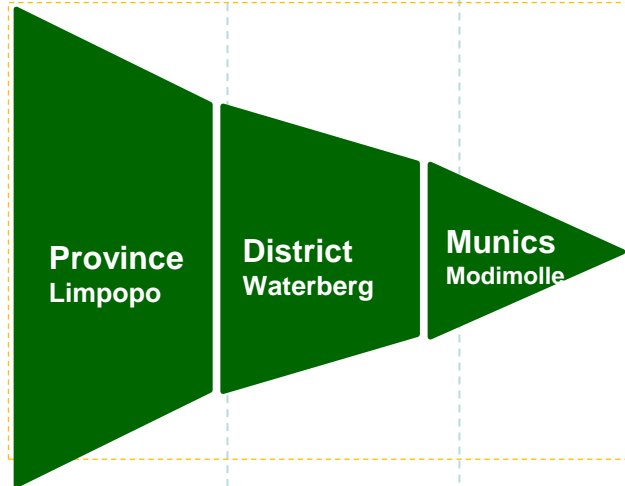 Province
Limpopo
District
Waterberg
Munics
Modimolle